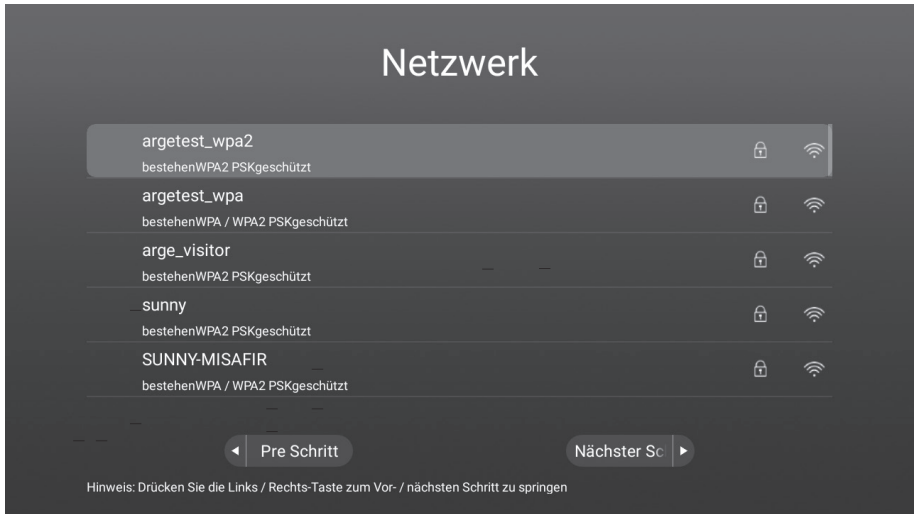 Netzwerk
argetest_wpa2
bestehenWPA2 PSKgeschützt
argetest_wpa
bestehenWPA / WPA2 PSKgeschützt
arge_visitor
bestehenWPA2 PSKgeschützt
sunny
bestehenWPA2 PSKgeschützt
SUNNY-MISAFIR
bestehenWPA / WPA2 PSKgeschützt
Pre Schritt
Nächster Sc
Hinweis: Drücken Sie die Links / Rechts-Taste zum Vor- / nächsten Schritt zu springen